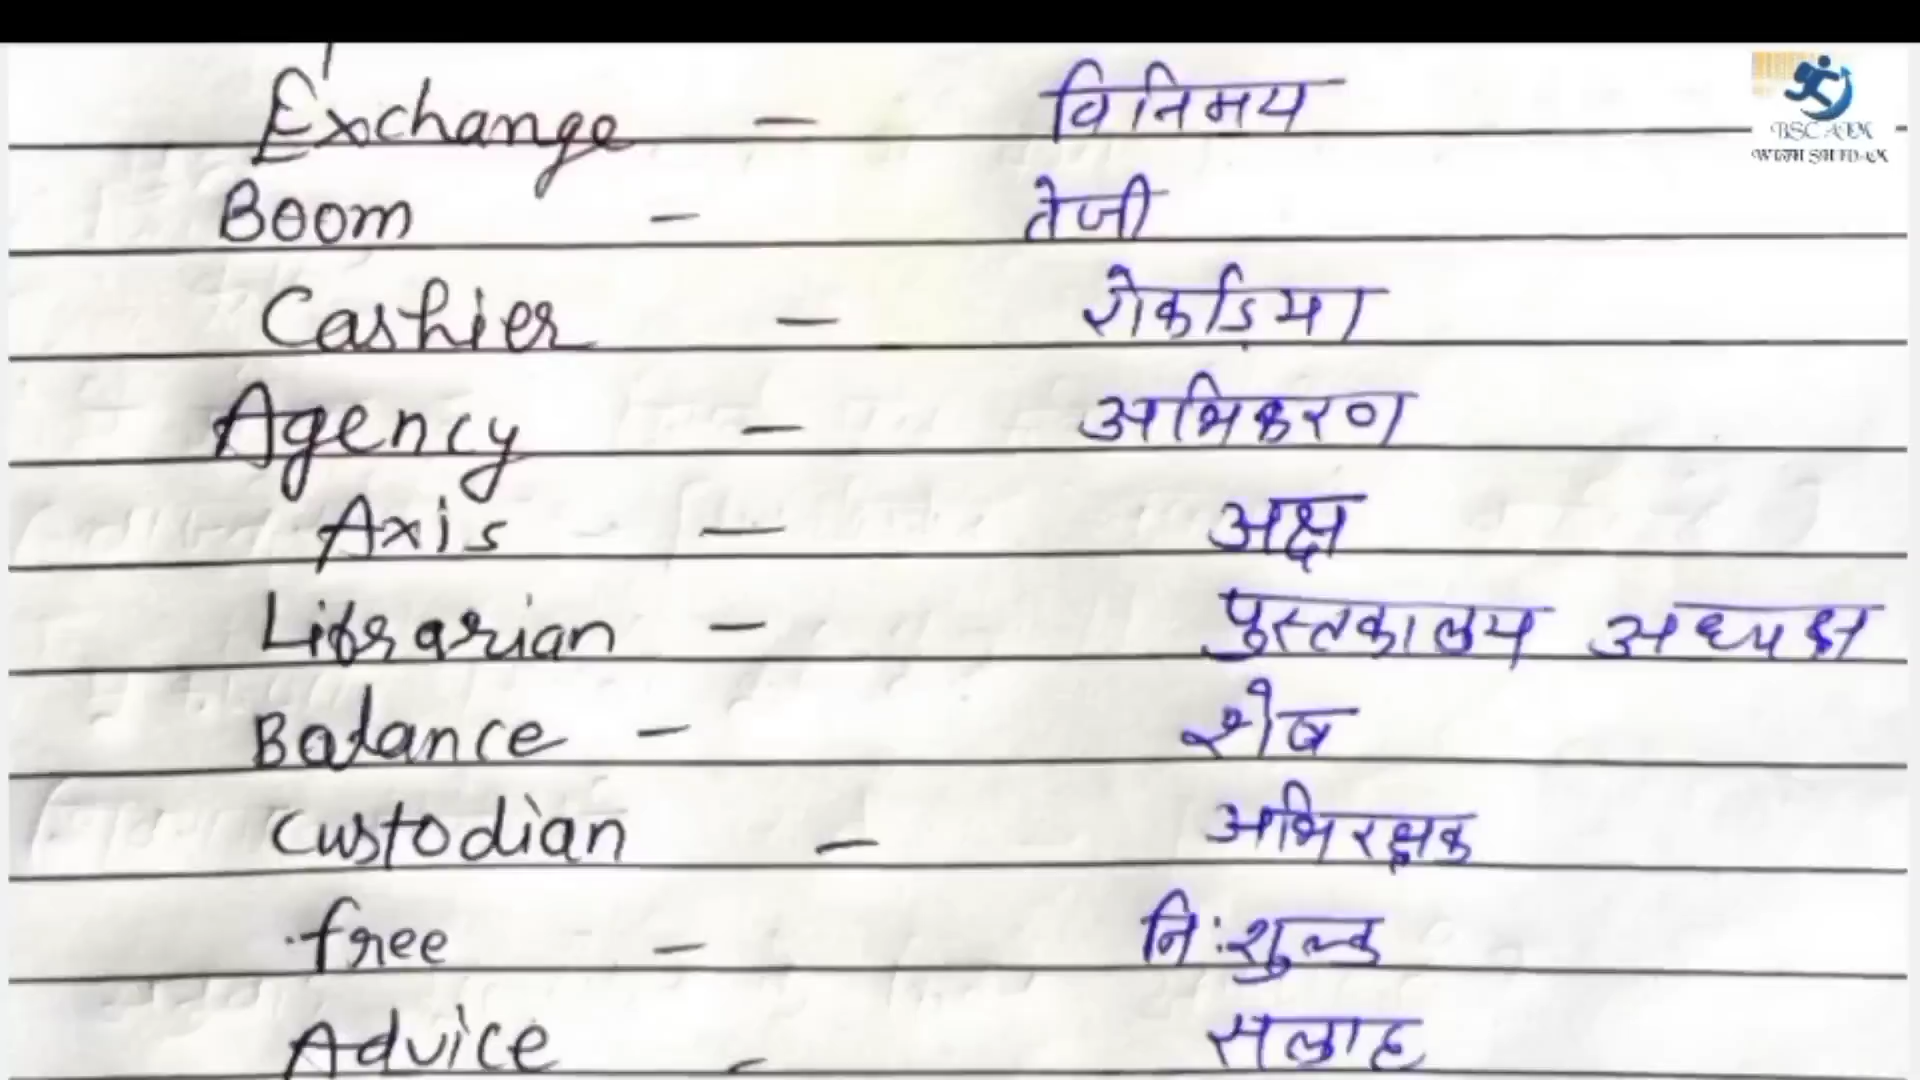 Exchange - विनिमय
Boom - तेजी
Cashier - रोकड़िया
Agency - अभिकरण
Axis - अक्ष
Librarian - पुस्तकालय अध्यक्ष
Balance - शेष
Custodian - अभिरक्षक
free - नि:शुल्क
Advice - सलाह